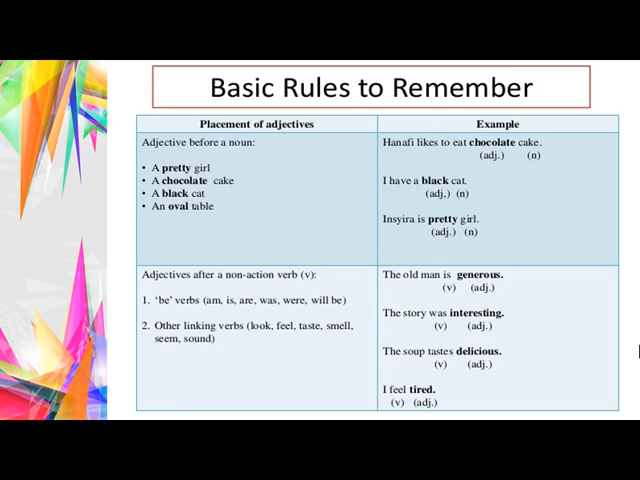 Basic Rules to Remember
Placement of adjectives
Example
Adjective before a noun:
• A pretty girl
• A chocolate cake
• A black cat
• An oval table
Hanafi likes to eat chocolate cake.
(adj.) (n)
I have a black cat.
(adj,) (n)
Insyira is pretty girl.
(adj.) (n)
Adjectives after a non-action verb (v):
1. ‘be’ verbs (am, is, are, was, were, will be)
2. Other linking verbs (look, feel, taste, smell,
seem, sound)
The old man is generous.
(v) (adj.)
The story was interesting.
(v) (adj.)
The soup tastes delicious.
(v) (adj.)
I feel tired.
(v) (adj.)